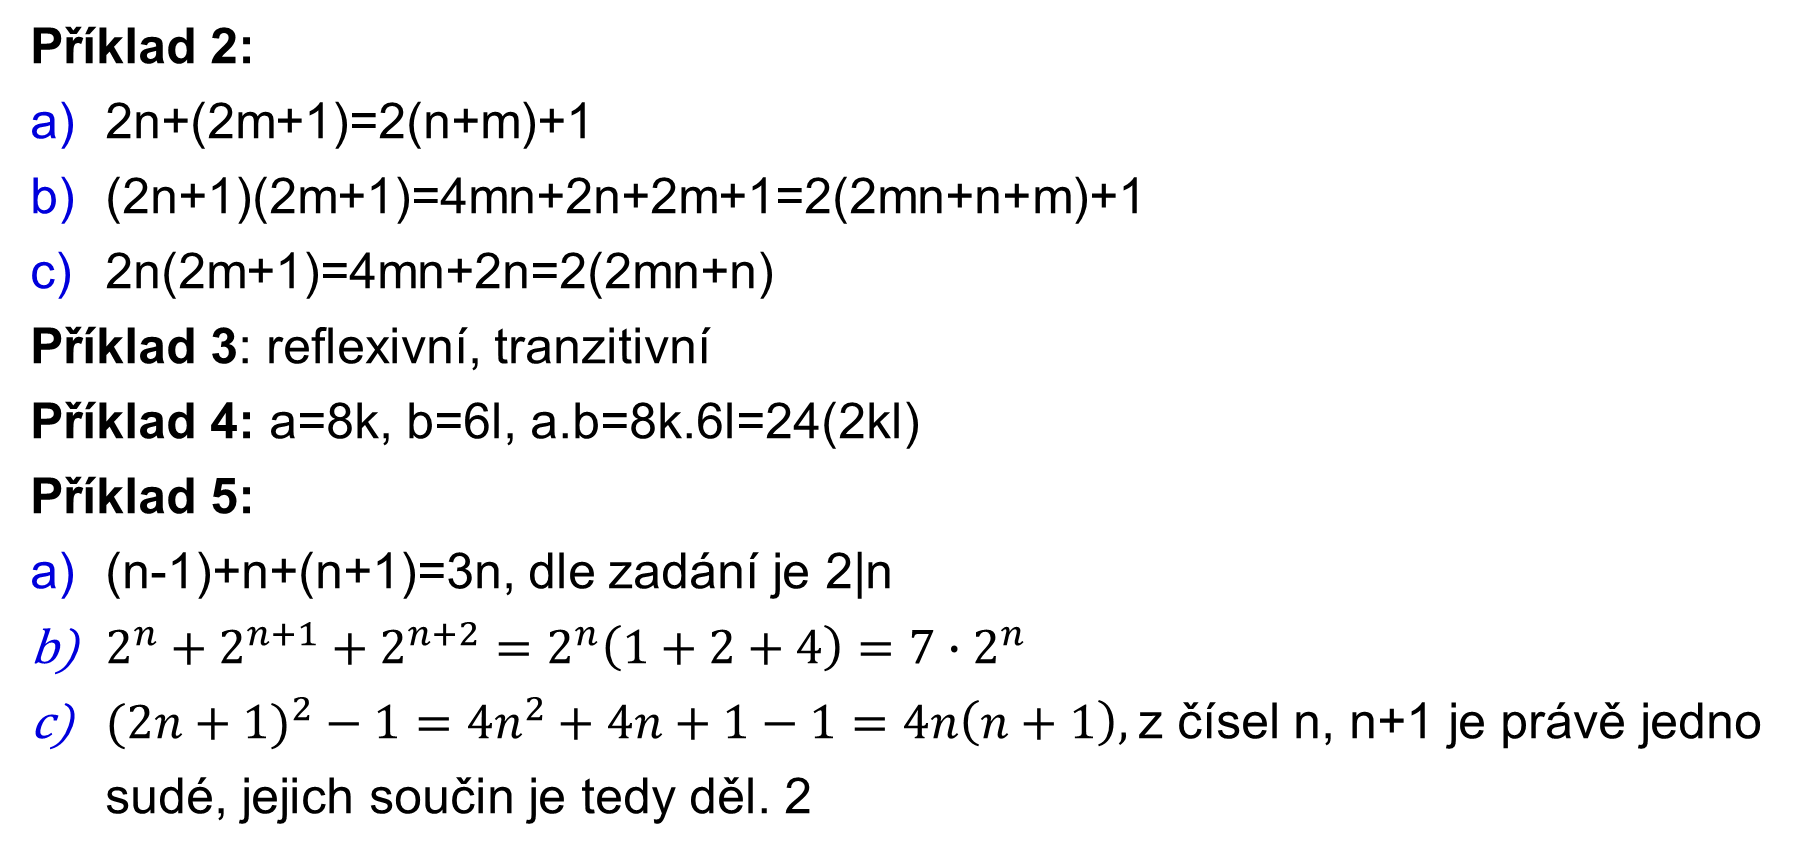 Příklad 2:
a) 2n+(2m+1)=2(n+m)+1
b) (2n+1)(2m+1)=4mn+2n+2m+1=2(2mn+n+m)+1
c) 2n(2m+1)=4mn+2n=2(2mn+n)
Příklad 3: reflexivní, tranzitivní
Příklad 4: a=8k, b=6l, a.b=8k.6l=24(2kl)
Příklad 5:
a) (n-1)+n+(n+1)=3n, dle zadání je 2|n
b) $2^n + 2^{n+1} + 2^{n+2} = 2^n(1 + 2 + 4) = 7 \cdot 2^n$
c) $(2n + 1)^2 - 1 = 4n^2 + 4n + 1 - 1 = 4n(n + 1)$, z čísel n, n+1 je právě jedno
sudé, jejich součin je tedy děl. 2